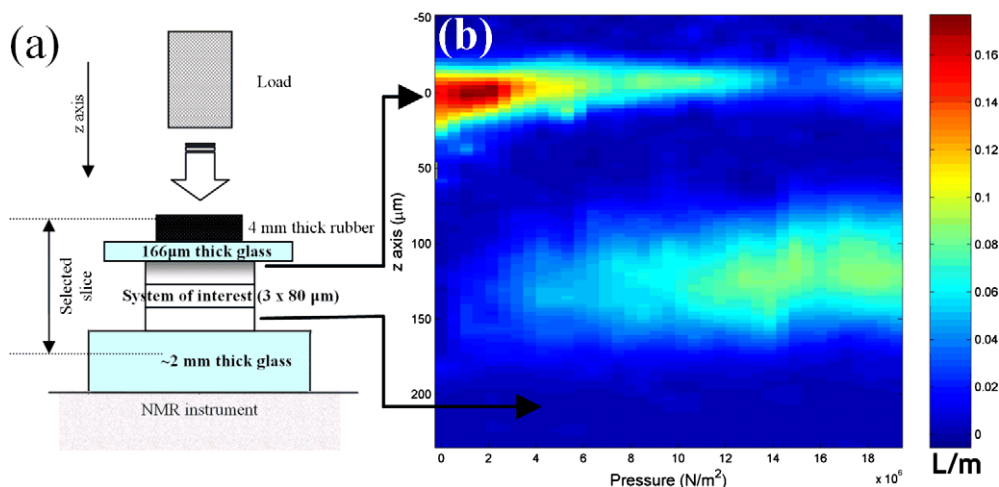 (a)
z axis
Load
4 mm thick rubber
166μm thick glass
System of interest (3 x 80 μm)
Selected
slice
~2 mm thick glass
NMR instrument
(b)
-50
0
50
100
150
200
z axis (μm)
0 2 4 6 8 10 12 14 16 18
Pressure (N/m²)
x 10⁶
0.16
0.14
0.12
0.1
0.08
0.06
0.04
0.02
0
L/m